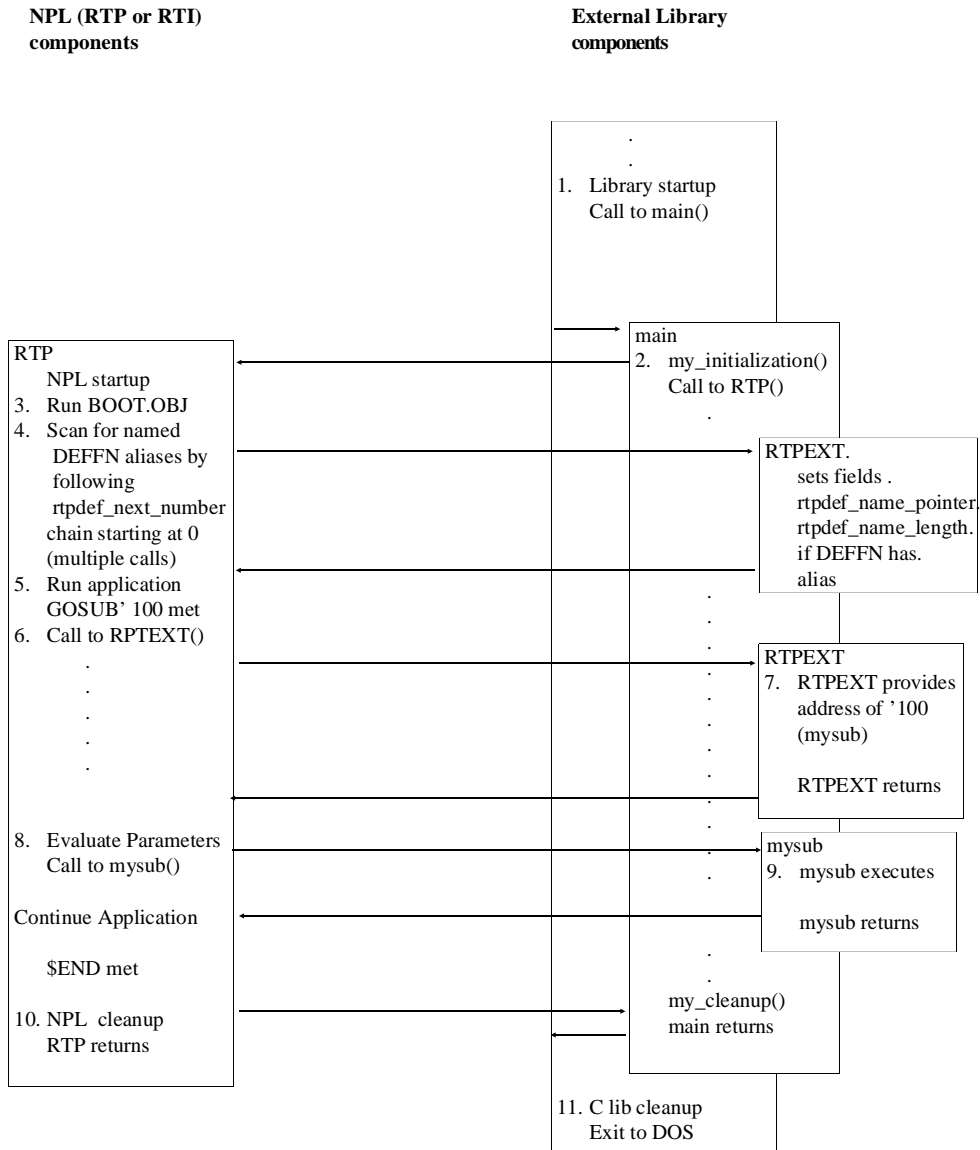 NPL (RTP or RTI)
components
External Library
components
.
.
1. Library startup
Call to main()
main
2. my_initialization()
Call to RTP()
.
RTP
NPL startup
3. Run BOOT.OBJ
4. Scan for named
DEFFN aliases by
following
rtpdef_next_number
chain starting at 0
(multiple calls)
5. Run application
GOSUB’ 100 met
6. Call to RPTEXT()
.
.
.
.
.
RTPEXT.
sets fields .
rtpdef_name_pointer.
rtpdef_name_length.
if DEFFN has.
alias
.
.
.
.
.
.
.
.
.
.
.
.
RTPEXT
7. RTPEXT provides
address of ’100
(mysub)
RTPEXT returns
8. Evaluate Parameters
Call to mysub()
mysub
9. mysub executes
mysub returns
Continue Application
$END met
.
.
my_cleanup()
main returns
10. NPL cleanup
RTP returns
11. C lib cleanup
Exit to DOS